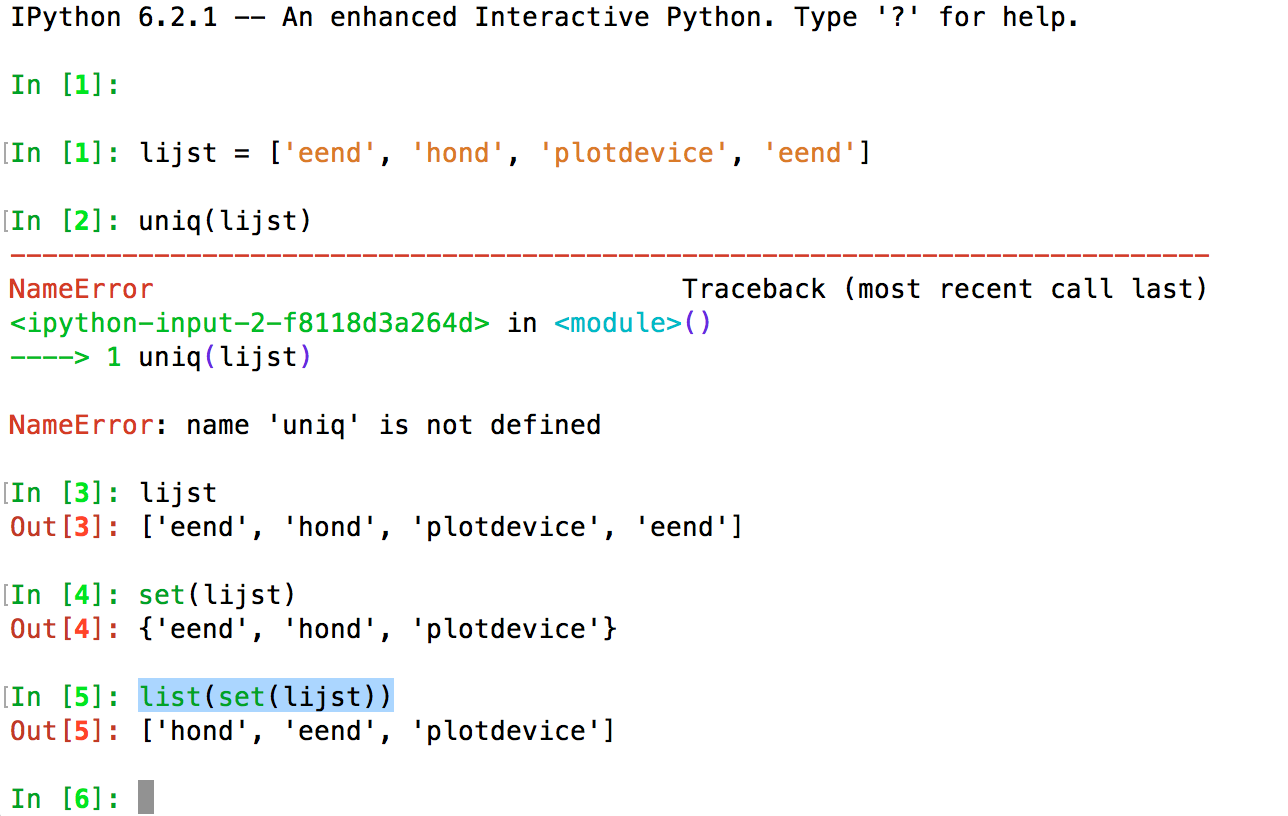 IPython 6.2.1 -- An enhanced Interactive Python. Type '?' for help.
In [1]:
In [1]: lijst = ['eend', 'hond', 'plotdevice', 'eend']
In [2]: uniq(lijst)
---------------------------------------------------------------------------
NameError                                 Traceback (most recent call last)
<ipython-input-2-f8118d3a264d> in <module>()
----> 1 uniq(lijst)
NameError: name 'uniq' is not defined
In [3]: lijst
Out[3]: ['eend', 'hond', 'plotdevice', 'eend']
In [4]: set(lijst)
Out[4]: {'eend', 'hond', 'plotdevice'}
In [5]: list(set(lijst))
Out[5]: ['hond', 'eend', 'plotdevice']
In [6]: